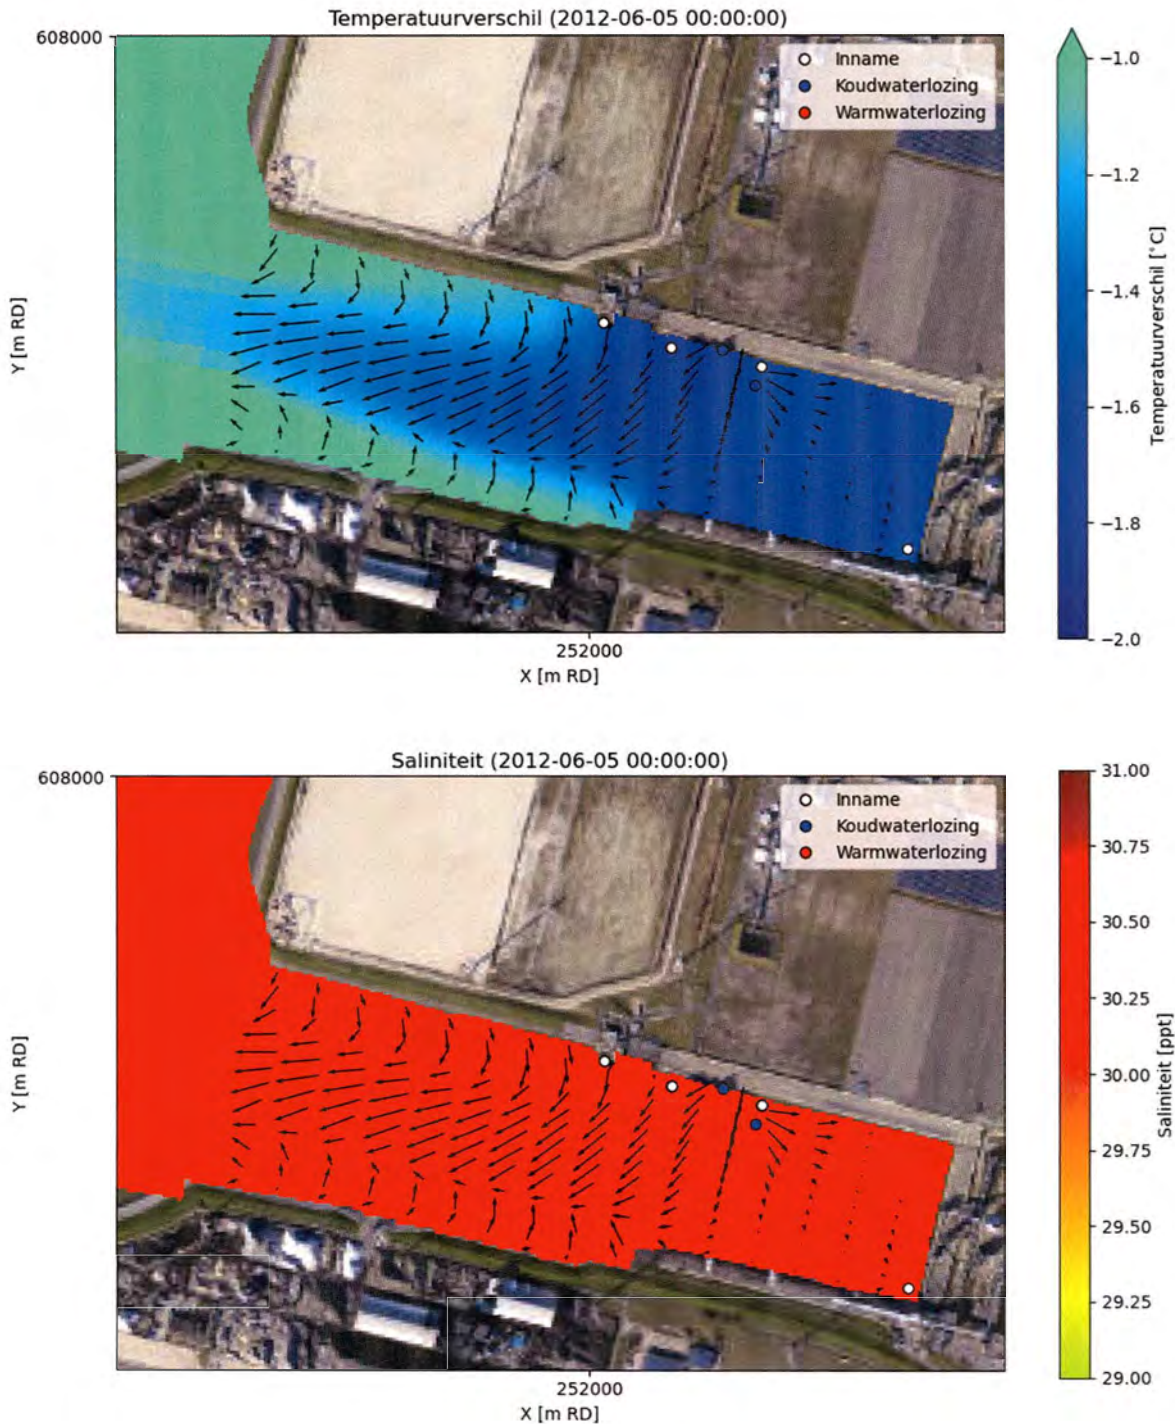 Temperatuurverschil (2012-06-05 00:00:00)
608000
Inname
Koudwaterlozing
Warmwaterlozing
Y [m RD]
252000
X [m RD]
−1.0
−1.2
−1.4
−1.6
−1.8
−2.0
Temperatuurverschil [°C]
Saliniteit (2012-06-05 00:00:00)
608000
Inname
Koudwaterlozing
Warmwaterlozing
Y [m RD]
252000
X [m RD]
31.00
30.75
30.50
30.25
30.00
29.75
29.50
29.25
29.00
Saliniteit [ppt]